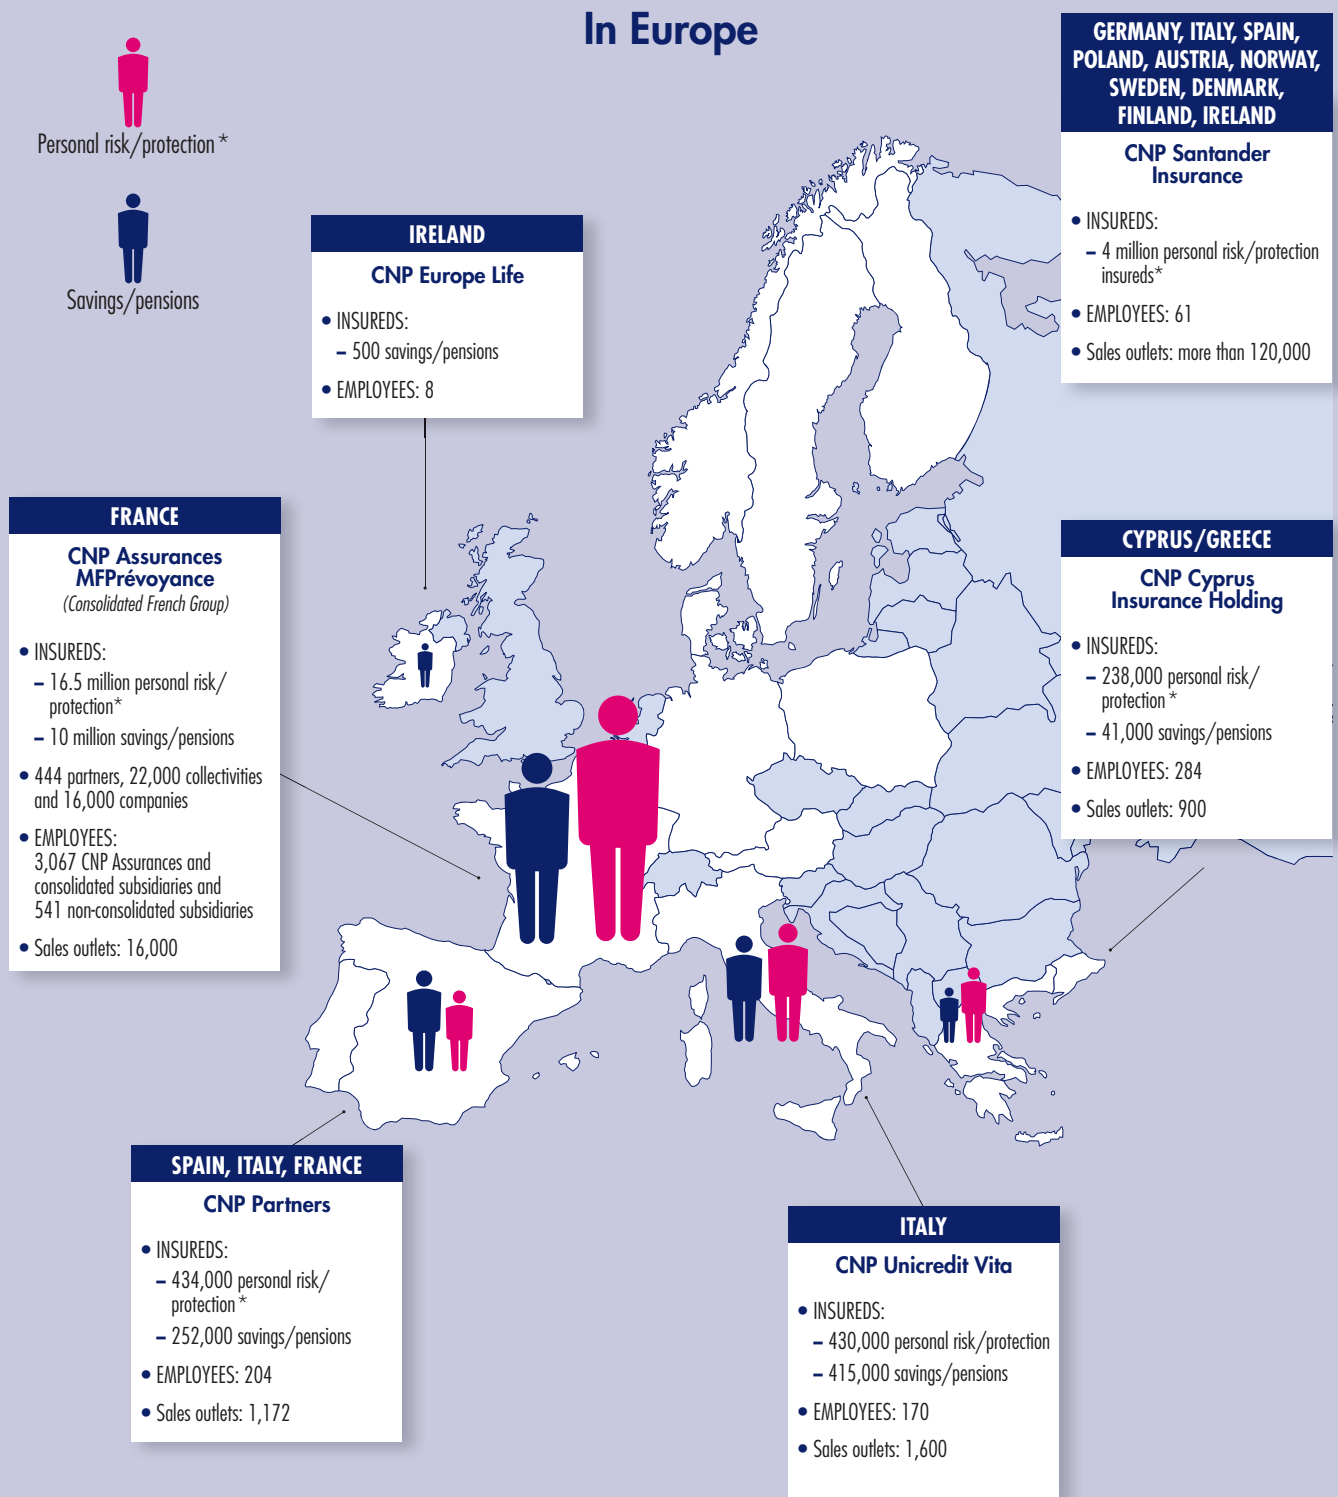 In Europe
Personal risk/protection *
Savings/pensions
GERMANY, ITALY, SPAIN,
POLAND, AUSTRIA, NORWAY,
SWEDEN, DENMARK,
FINLAND, IRELAND
CNP Santander
Insurance
• INSUREDS:
– 4 million personal risk/protection
insureds*
• EMPLOYEES: 61
• Sales outlets: more than 120,000
IRELAND
CNP Europe Life
• INSUREDS:
– 500 savings/pensions
• EMPLOYEES: 8
FRANCE
CNP Assurances
MFPrévoyance
(Consolidated French Group)
• INSUREDS:
– 16.5 million personal risk/
protection*
– 10 million savings/pensions
• 444 partners, 22,000 collectivities
and 16,000 companies
• EMPLOYEES:
3,067 CNP Assurances and
consolidated subsidiaries and
541 non-consolidated subsidiaries
• Sales outlets: 16,000
CYPRUS/GREECE
CNP Cyprus
Insurance Holding
• INSUREDS:
– 238,000 personal risk/
protection *
– 41,000 savings/pensions
• EMPLOYEES: 284
• Sales outlets: 900
SPAIN, ITALY, FRANCE
CNP Partners
• INSUREDS:
– 434,000 personal risk/
protection *
– 252,000 savings/pensions
• EMPLOYEES: 204
• Sales outlets: 1,172
ITALY
CNP Unicredit Vita
• INSUREDS:
– 430,000 personal risk/protection
– 415,000 savings/pensions
• EMPLOYEES: 170
• Sales outlets: 1,600